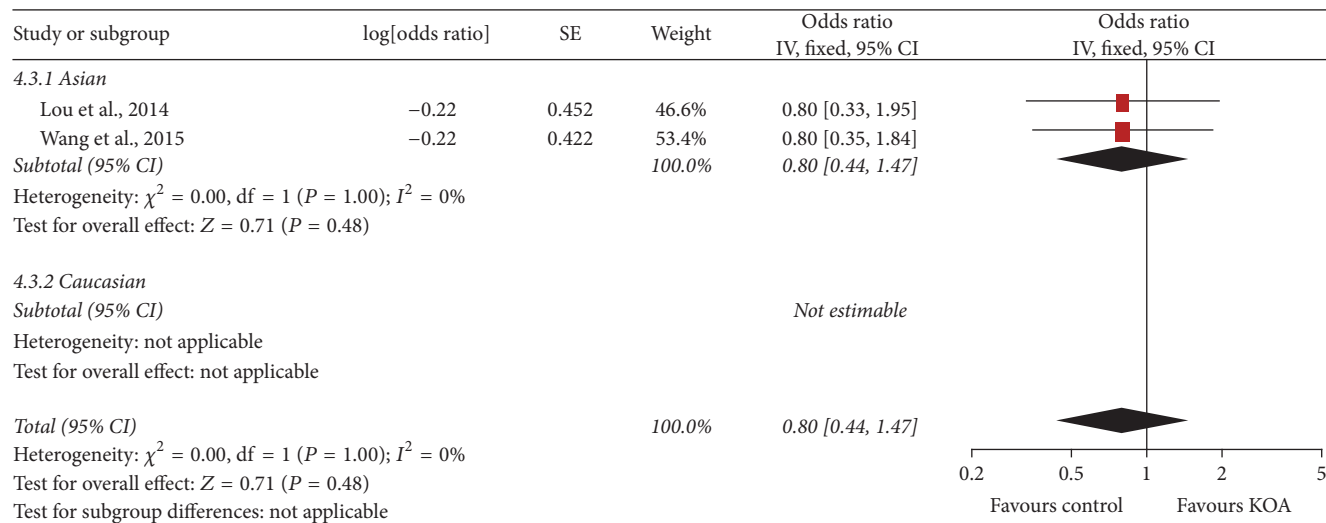 Study or subgroup log[odds ratio] SE Weight Odds ratio IV, fixed, 95% CI Odds ratio IV, fixed, 95% CI
4.3.1 Asian
Lou et al., 2014 −0.22 0.452 46.6% 0.80 [0.33, 1.95]
Wang et al., 2015 −0.22 0.422 53.4% 0.80 [0.35, 1.84]
Subtotal (95% CI) 100.0% 0.80 [0.44, 1.47]
Heterogeneity: χ² = 0.00, df = 1 (P = 1.00); I² = 0%
Test for overall effect: Z = 0.71 (P = 0.48)
4.3.2 Caucasian
Subtotal (95% CI) Not estimable
Heterogeneity: not applicable
Test for overall effect: not applicable
Total (95% CI) 100.0% 0.80 [0.44, 1.47]
Heterogeneity: χ² = 0.00, df = 1 (P = 1.00); I² = 0%
Test for overall effect: Z = 0.71 (P = 0.48)
Test for subgroup differences: not applicable
0.2 0.5 1 2 5
Favours control Favours KOA